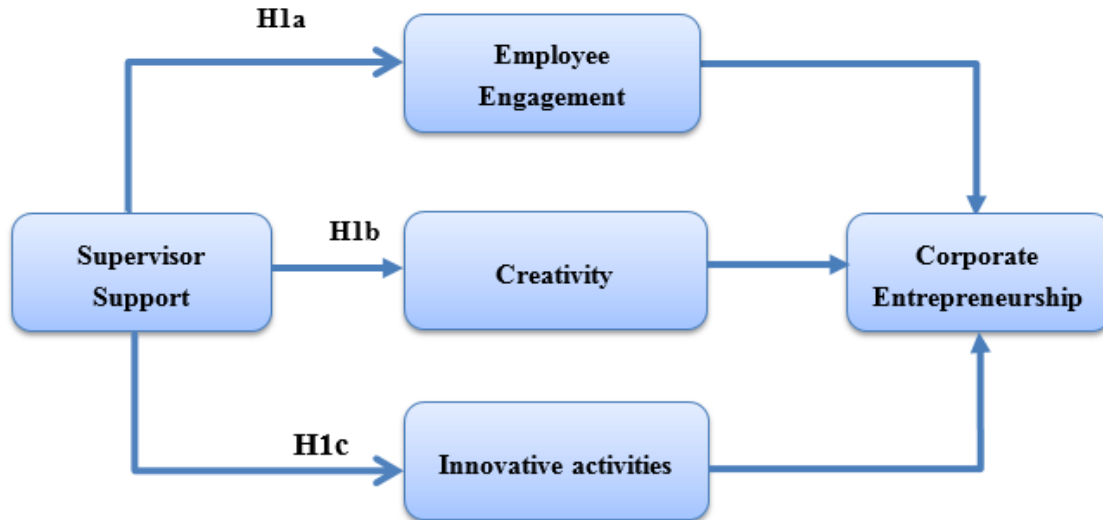 H1a
Employee
Engagement
Supervisor
Support
H1b
Creativity
Corporate
Entrepreneurship
H1c
Innovative activities